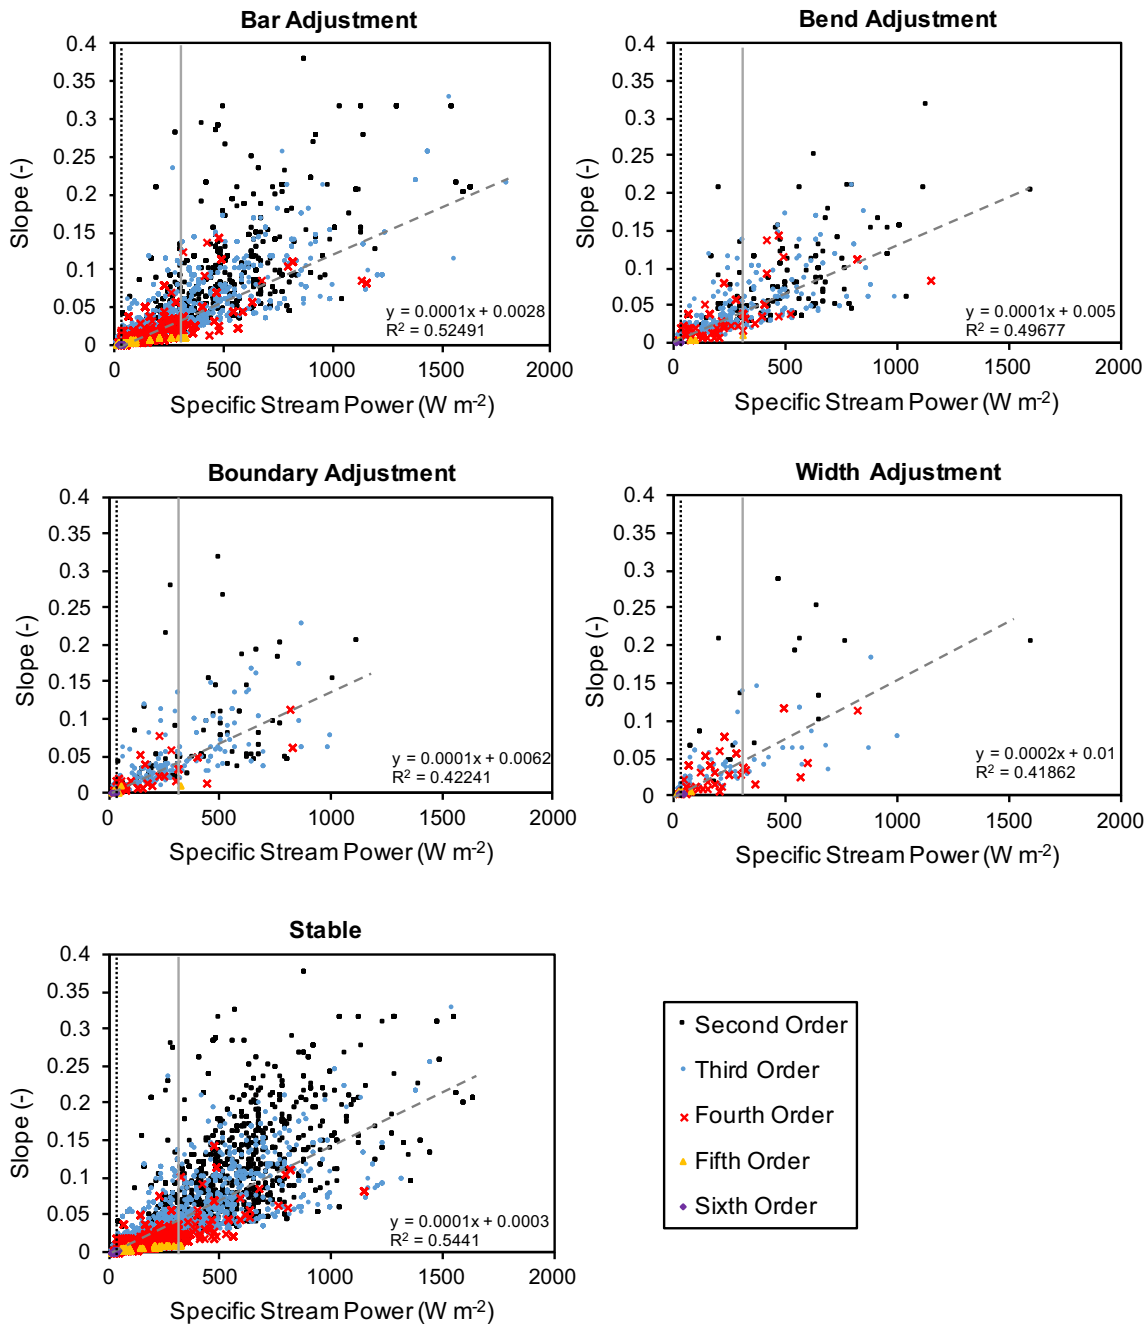 Bar Adjustment
0.4
0.35
0.3
0.25
0.2
0.15
0.1
0.05
0
Slope (-)
y = 0.0001x + 0.0028
R² = 0.52491
0 500 1000 1500 2000
Specific Stream Power (W m⁻²)
Bend Adjustment
0.4
0.35
0.3
0.25
0.2
0.15
0.1
0.05
0
Slope (-)
y = 0.0001x + 0.005
R² = 0.49677
0 500 1000 1500 2000
Specific Stream Power (W m⁻²)
Boundary Adjustment
0.4
0.35
0.3
0.25
0.2
0.15
0.1
0.05
0
Slope (-)
y = 0.0001x + 0.0062
R² = 0.42241
0 500 1000 1500 2000
Specific Stream Power (W m⁻²)
Width Adjustment
0.4
0.35
0.3
0.25
0.2
0.15
0.1
0.05
0
Slope (-)
y = 0.0002x + 0.01
R² = 0.41862
0 500 1000 1500 2000
Specific Stream Power (W m⁻²)
Stable
0.4
0.35
0.3
0.25
0.2
0.15
0.1
0.05
0
Slope (-)
y = 0.0001x + 0.0003
R² = 0.5441
0 500 1000 1500 2000
Specific Stream Power (W m⁻²)
Second Order
Third Order
Fourth Order
Fifth Order
Sixth Order